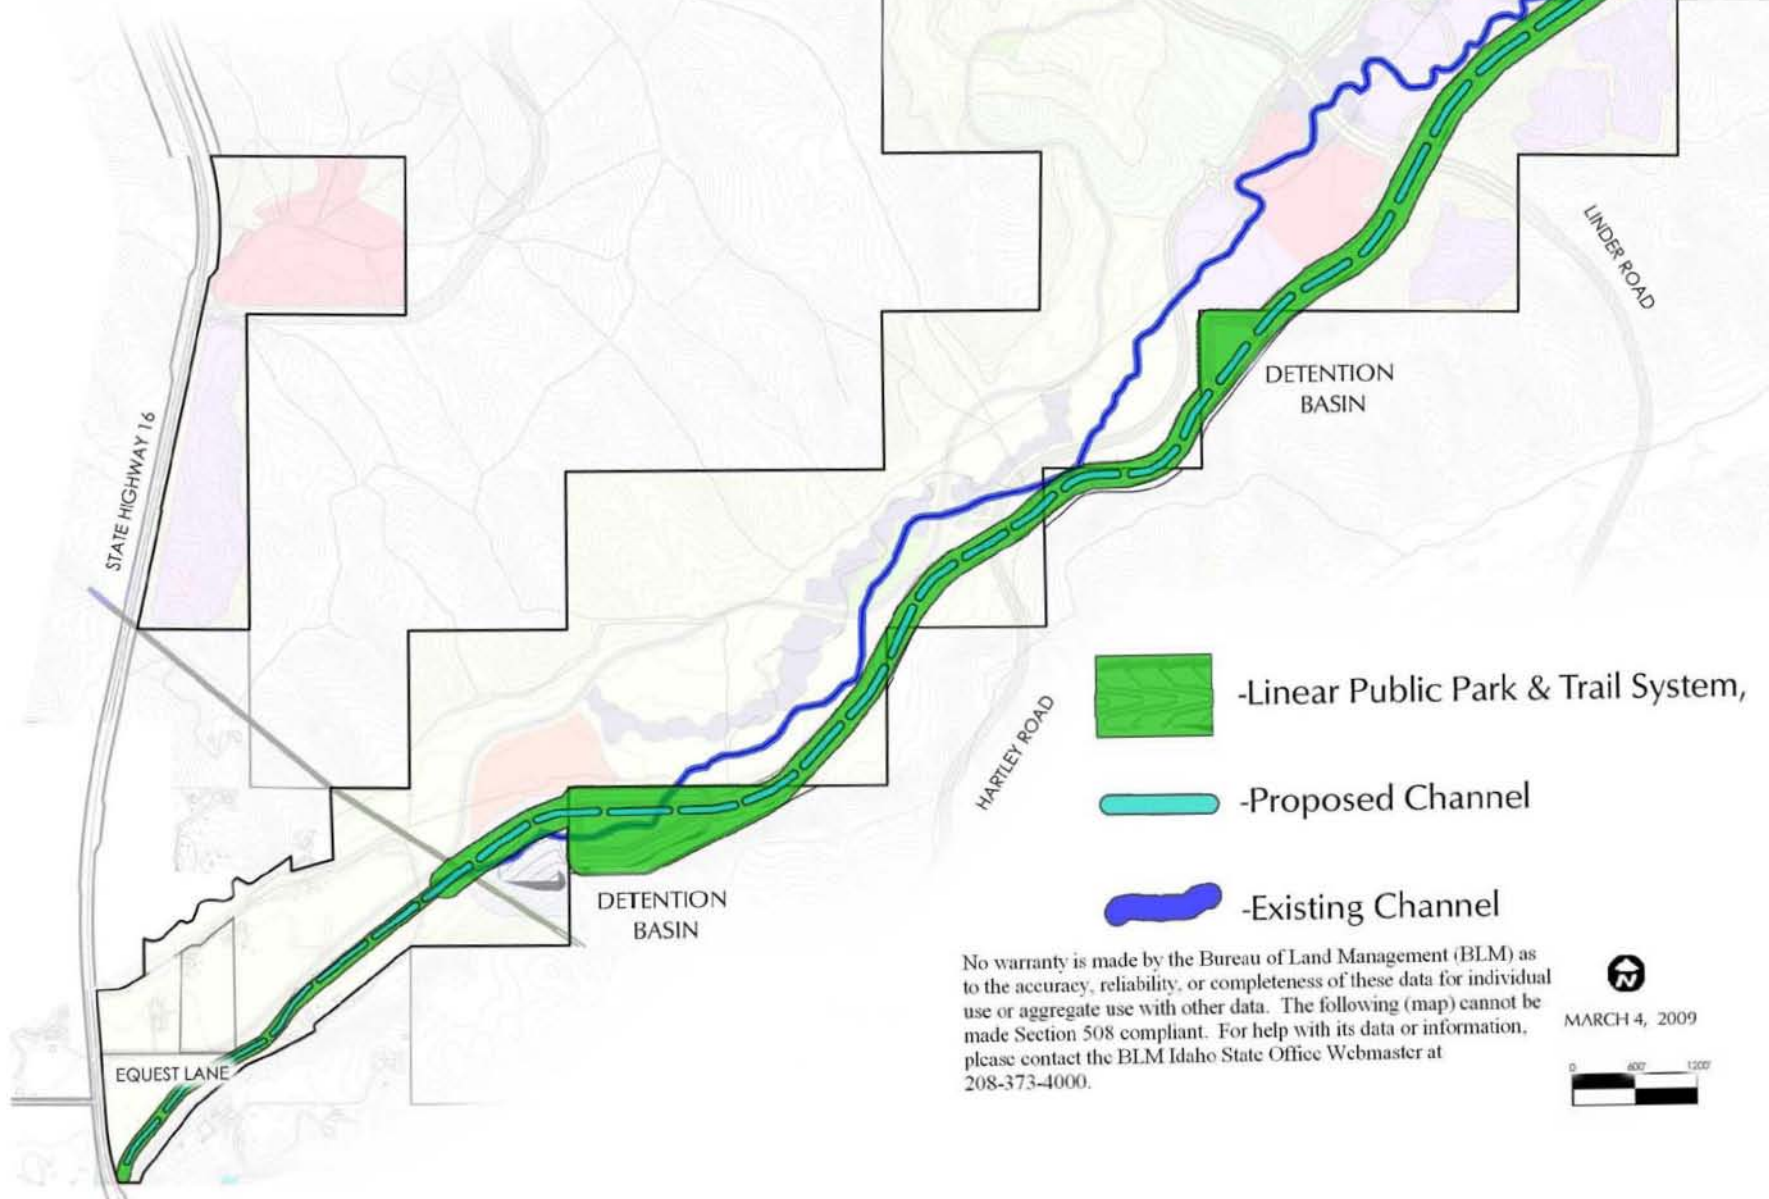 STATE HIGHWAY 16
LINDER ROAD
DETENTION
BASIN
HARTLEY ROAD
-Linear Public Park & Trail System,
-Proposed Channel
-Existing Channel
DETENTION
BASIN
EQUEST LANE
No warranty is made by the Bureau of Land Management (BLM) as
to the accuracy, reliability, or completeness of these data for individual
use or aggregate use with other data. The following (map) cannot be
made Section 508 compliant. For help with its data or information,
please contact the BLM Idaho State Office Webmaster at
208-373-4000.
N
MARCH 4, 2009
0 600' 1200'